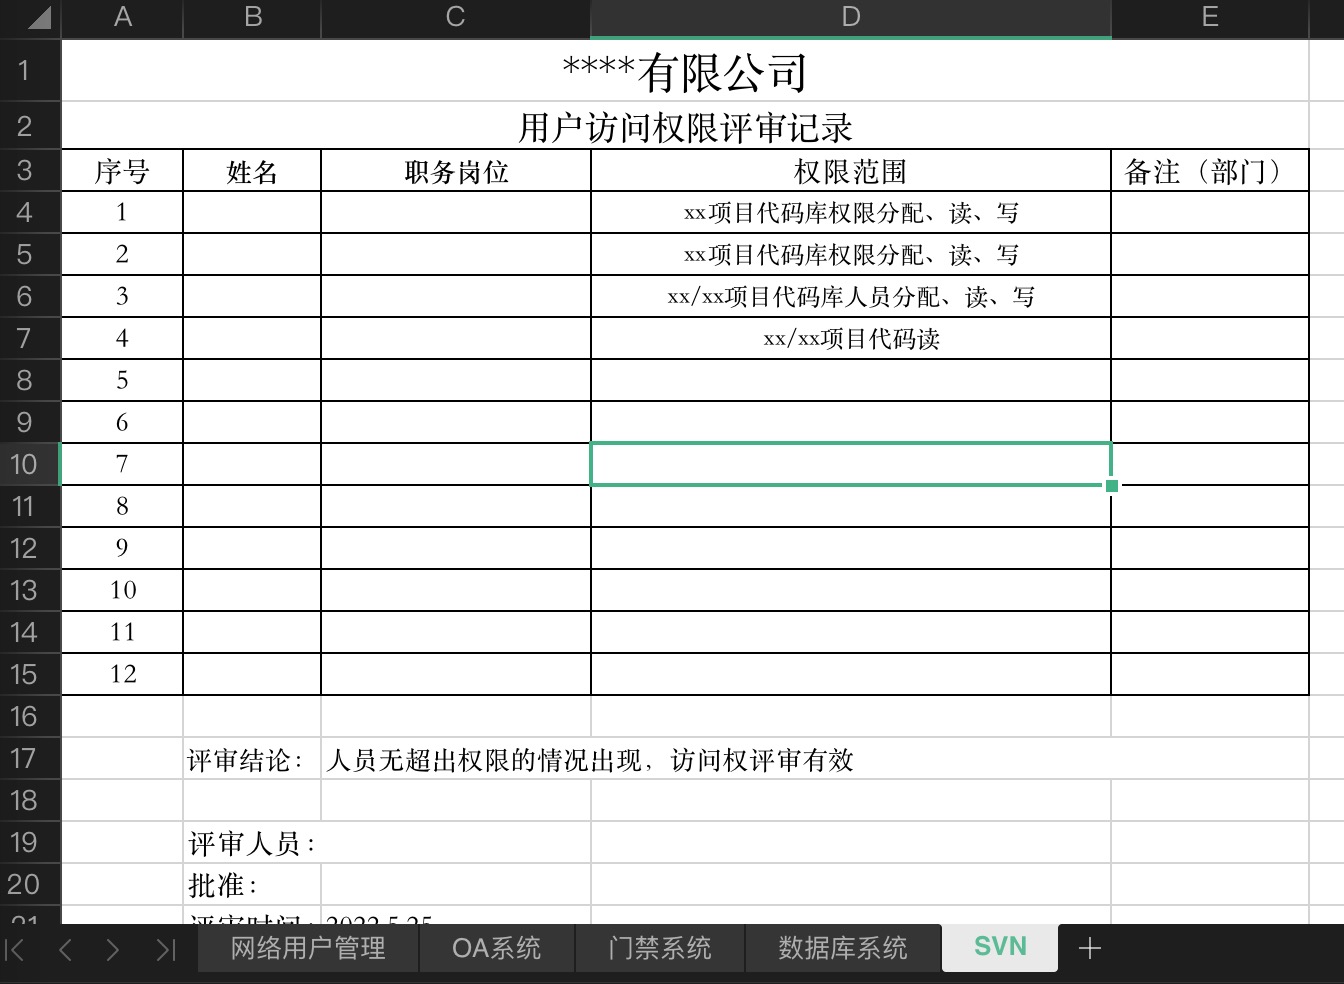 A B C D E
1 ****有限公司
2 用户访问权限评审记录
3 序号 姓名 职务岗位 权限范围 备注（部门）
4 1 xx项目代码库权限分配、读、写
5 2 xx项目代码库权限分配、读、写
6 3 xx/xx项目代码库人员分配、读、写
7 4 xx/xx项目代码读
8 5
9 6
10 7
11 8
12 9
13 10
14 11
15 12
16
17 评审结论： 人员无超出权限的情况出现，访问权评审有效
18
19 评审人员：
20 批准：
21 评审时间：
网络用户管理 OA系统 门禁系统 数据库系统 SVN